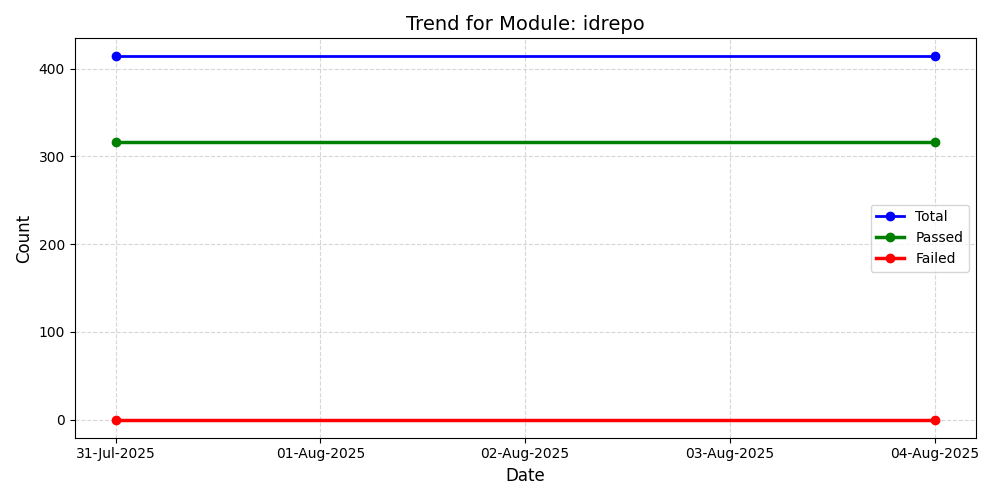 Trend for Module: idrepo
Count
400
300
200
100
0
Total
Passed
Failed
31-Jul-2025
01-Aug-2025
02-Aug-2025
03-Aug-2025
04-Aug-2025
Date